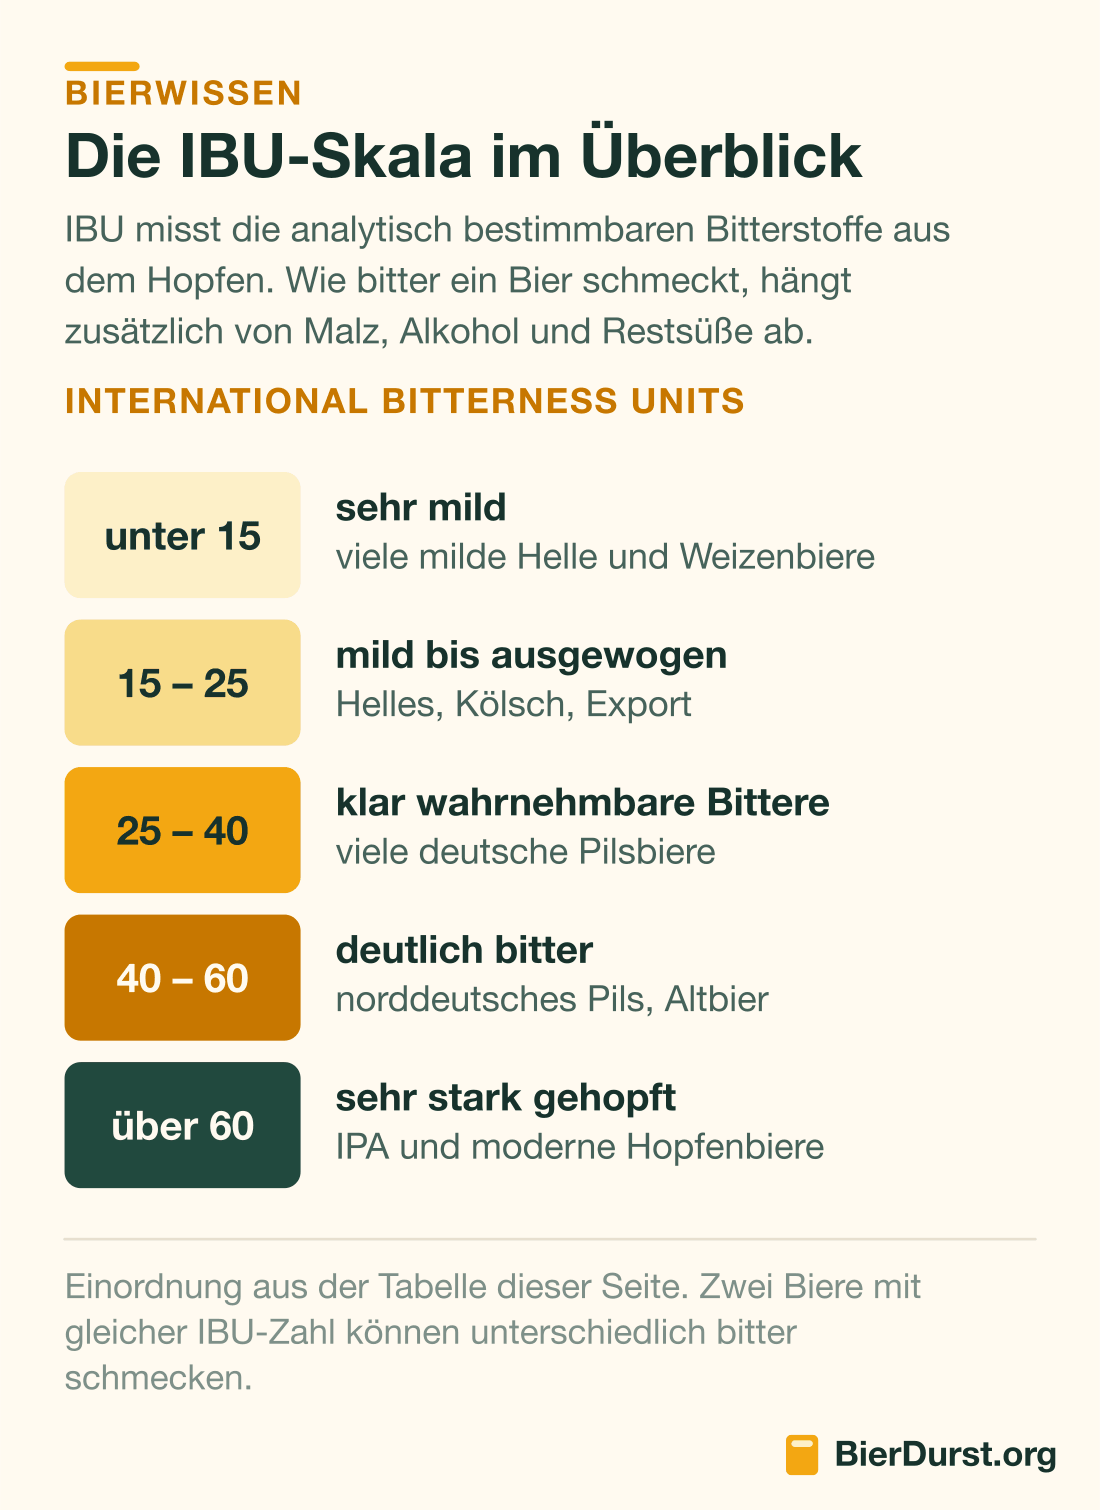 BIERWISSEN
Die IBU-Skala im Überblick
IBU misst die analytisch bestimmbaren Bitterstoffe aus
dem Hopfen. Wie bitter ein Bier schmeckt, hängt
zusätzlich von Malz, Alkohol und Restsüße ab.
INTERNATIONAL BITTERNESS UNITS
unter 15
sehr mild
viele milde Helle und Weizenbiere
15 – 25
mild bis ausgewogen
Helles, Kölsch, Export
25 – 40
klar wahrnehmbare Bittere
viele deutsche Pilsbiere
40 – 60
deutlich bitter
norddeutsches Pils, Altbier
über 60
sehr stark gehopft
IPA und moderne Hopfenbiere
Einordnung aus der Tabelle dieser Seite. Zwei Biere mit
gleicher IBU-Zahl können unterschiedlich bitter
schmecken.
BierDurst.org